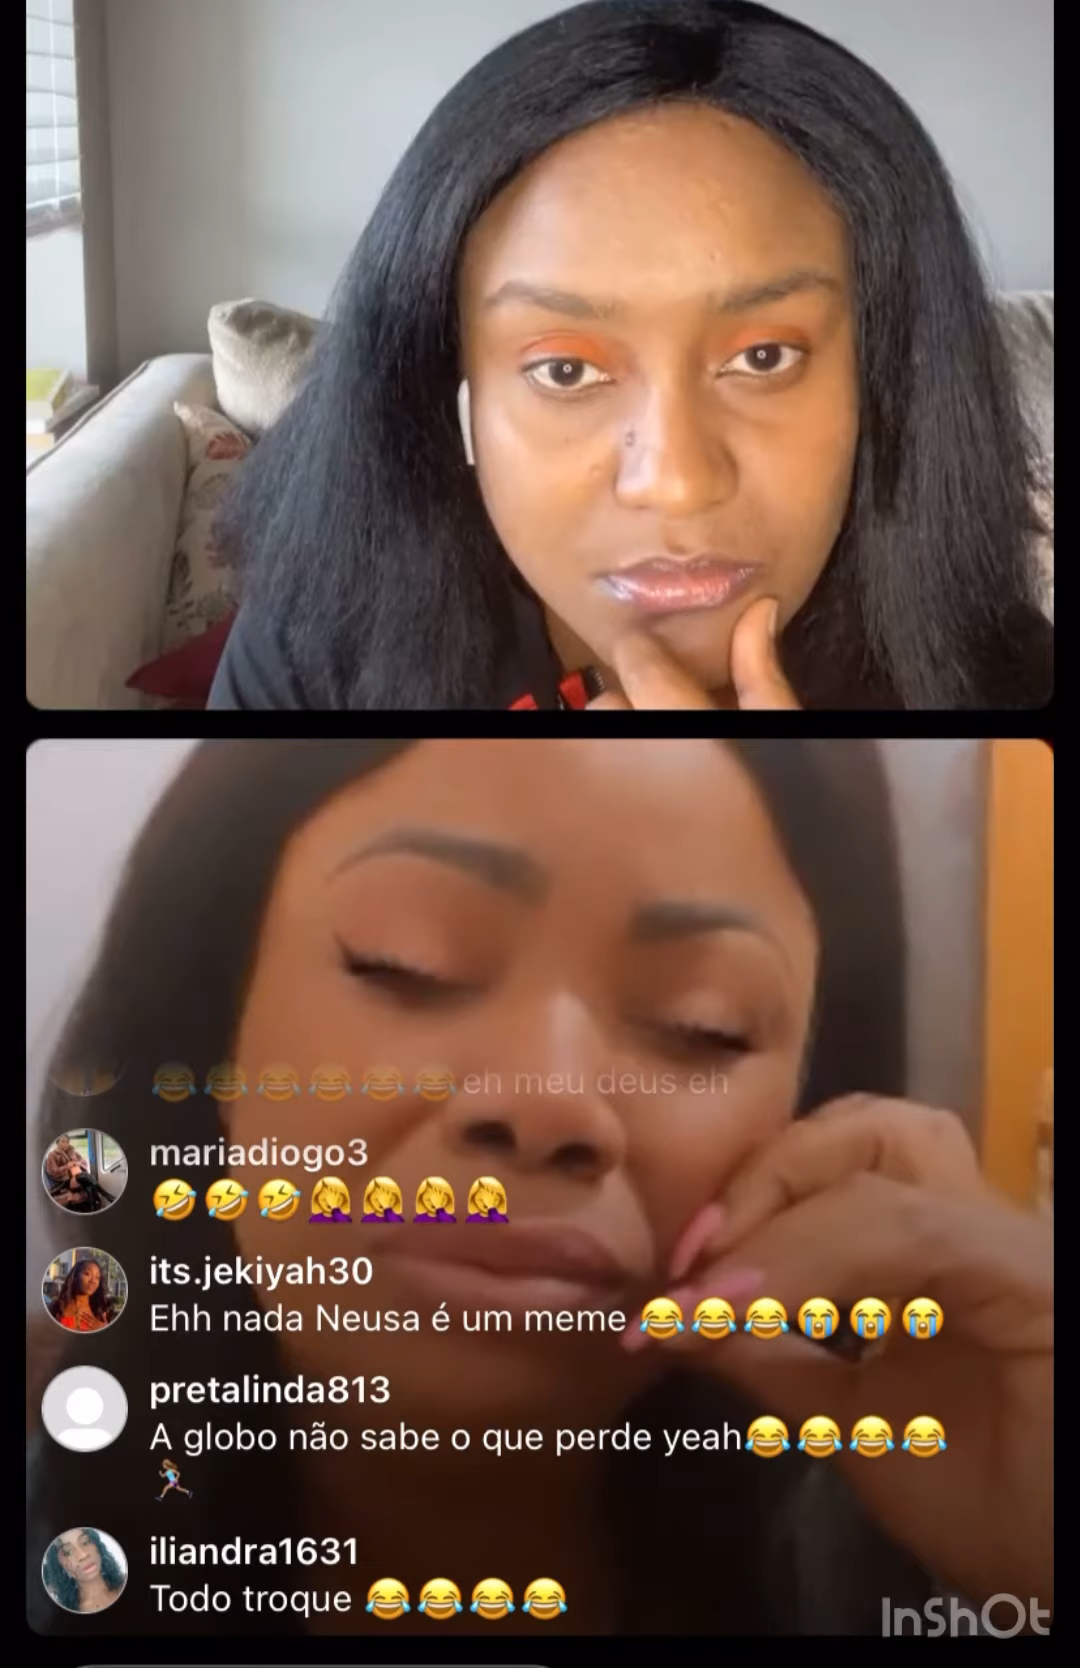 😂😂😂😂😂😂eh meu deus eh
mariadiogo3
🤣🤣🤣🤦‍♀️🤦‍♀️🤦‍♀️🤦‍♀️
its.jekiyah30
Ehh nada Neusa é um meme 😂😂😂😭😭😭
pretalinda813
A globo não sabe o que perde yeah😂😂😂😂
🏃🏽‍♀️
iliandra1631
Todo troque 😂😂😂😂
InShOt